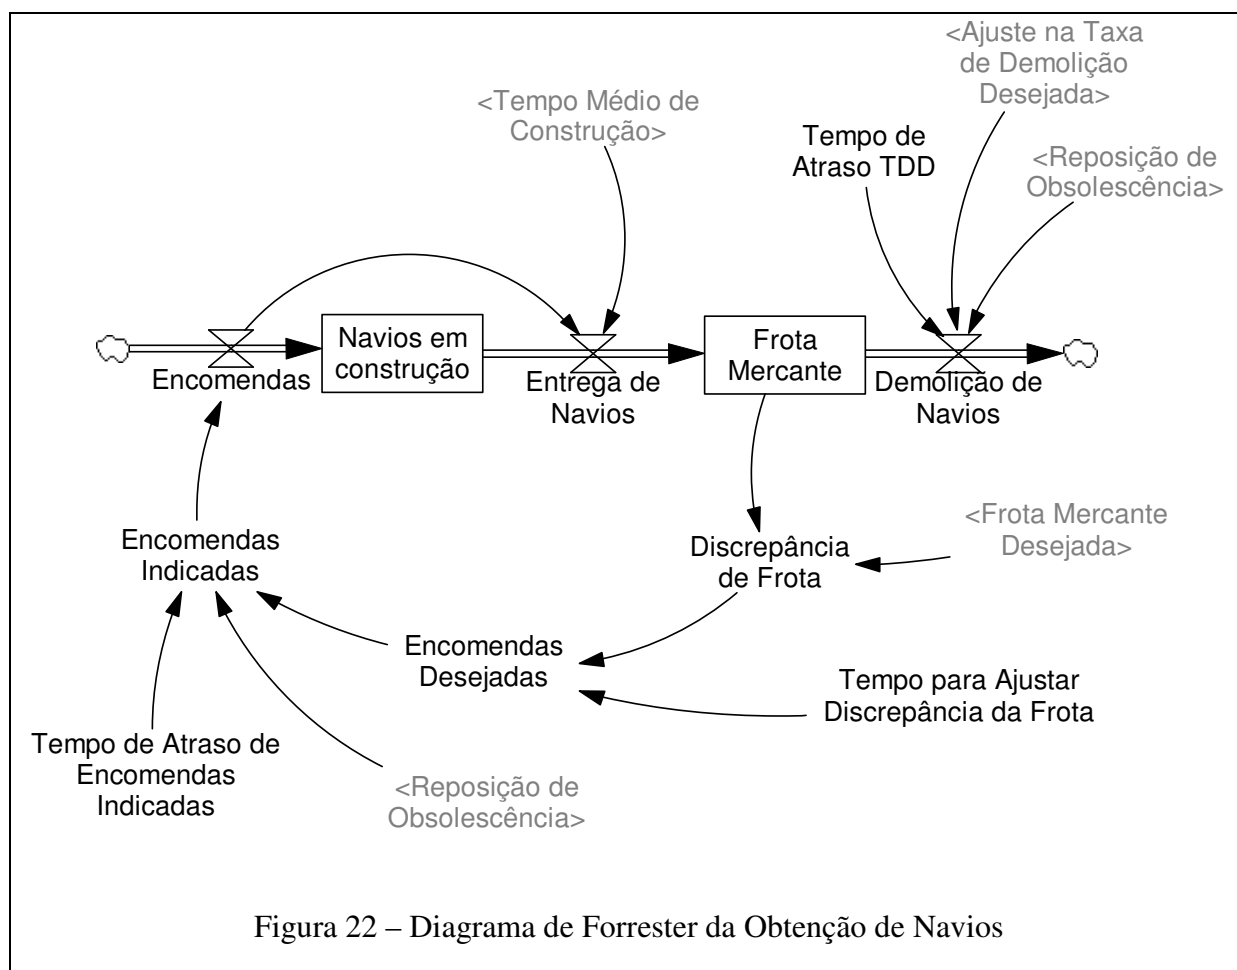 <Ajuste na Taxa
de Demolição
Desejada>
<Tempo Médio de
Construção>
Tempo de
Atraso TDD
<Reposição de
Obsolescência>
Navios em
construção
Frota
Mercante
Encomendas
Entrega de
Navios
Demolição de
Navios
Encomendas
Indicadas
Discrepância
de Frota
<Frota Mercante
Desejada>
Encomendas
Desejadas
Tempo para Ajustar
Discrepância da Frota
Tempo de Atraso de
Encomendas
Indicadas
<Reposição de
Obsolescência>
Figura 22 – Diagrama de Forrester da Obtenção de Navios